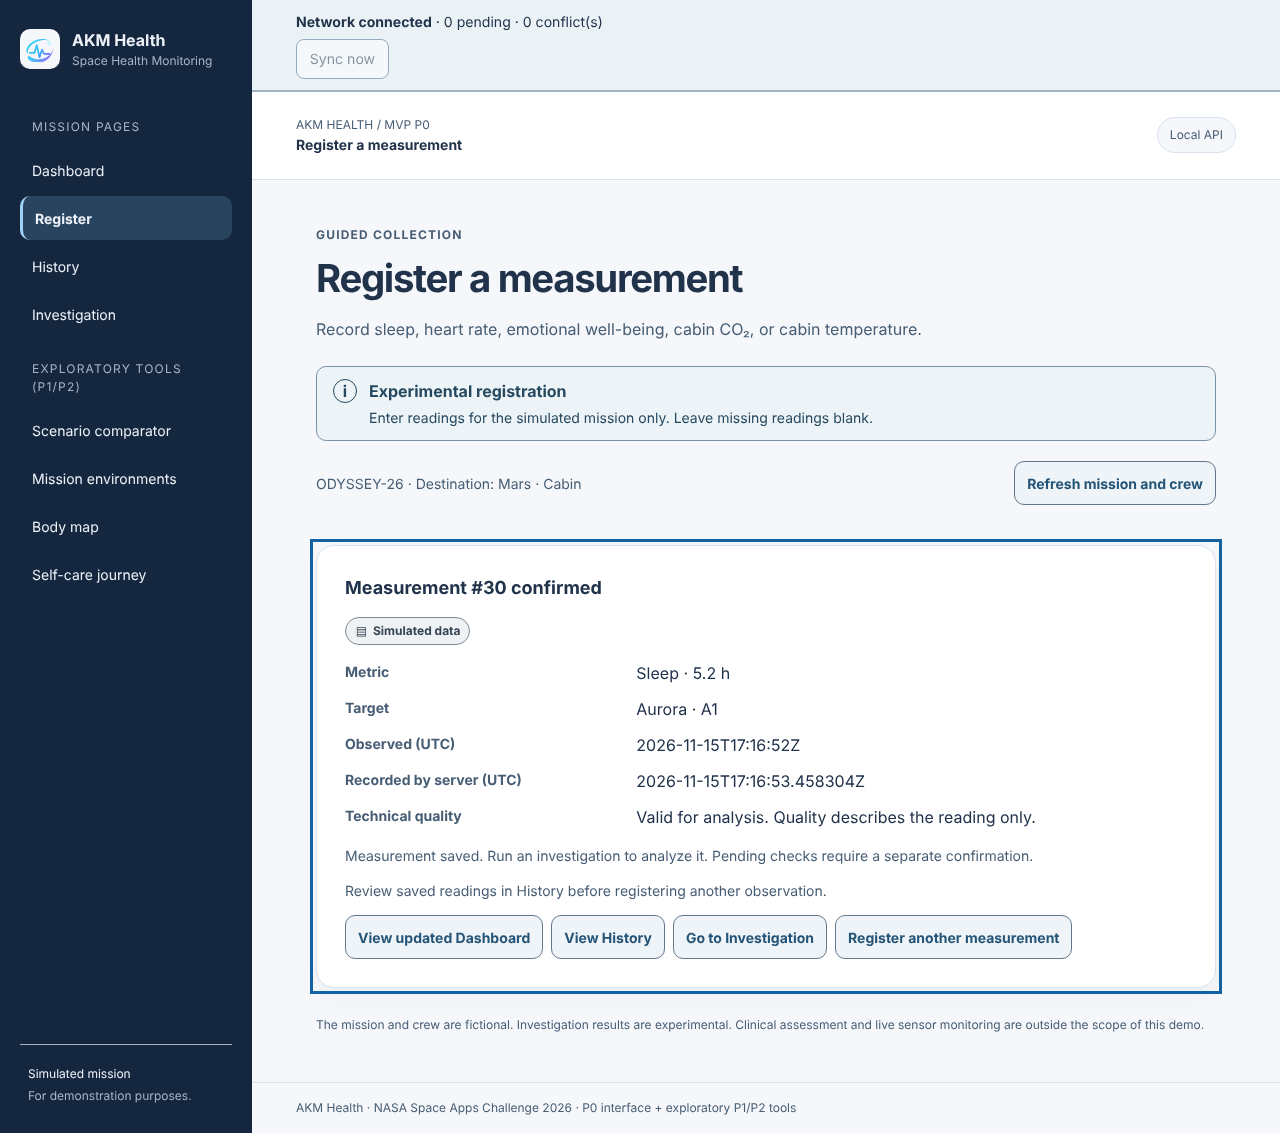 AKM Health
Space Health Monitoring
MISSION PAGES
Dashboard
Register
History
Investigation
EXPLORATORY TOOLS
(P1/P2)
Scenario comparator
Mission environments
Body map
Self-care journey
Simulated mission
For demonstration purposes.
Network connected · 0 pending · 0 conflict(s)
Sync now
AKM HEALTH / MVP P0
Register a measurement
Local API
GUIDED COLLECTION
Register a measurement
Record sleep, heart rate, emotional well-being, cabin CO₂, or cabin temperature.
Experimental registration
Enter readings for the simulated mission only. Leave missing readings blank.
ODYSSEY-26 · Destination: Mars · Cabin
Refresh mission and crew
Measurement #30 confirmed
Simulated data
Metric Sleep · 5.2 h
Target Aurora · A1
Observed (UTC) 2026-11-15T17:16:52Z
Recorded by server (UTC) 2026-11-15T17:16:53.458304Z
Technical quality Valid for analysis. Quality describes the reading only.
Measurement saved. Run an investigation to analyze it. Pending checks require a separate confirmation.
Review saved readings in History before registering another observation.
View updated Dashboard View History Go to Investigation Register another measurement
The mission and crew are fictional. Investigation results are experimental. Clinical assessment and live sensor monitoring are outside the scope of this demo.
AKM Health · NASA Space Apps Challenge 2026 · P0 interface + exploratory P1/P2 tools